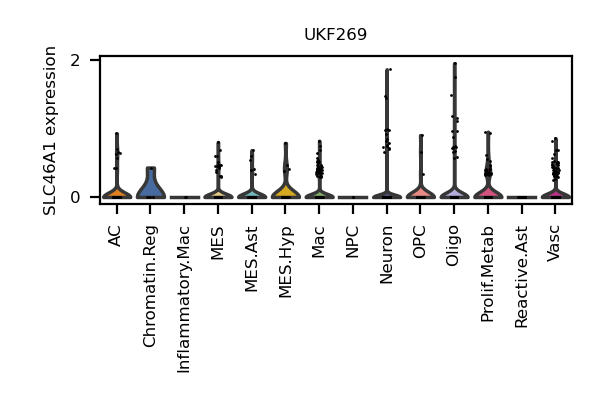 UKF269
SLC46A1 expression
2
0
AC
Chromatin.Reg
Inflammatory.Mac
MES
MES.Ast
MES.Hyp
Mac
NPC
Neuron
OPC
Oligo
Prolif.Metab
Reactive.Ast
Vasc